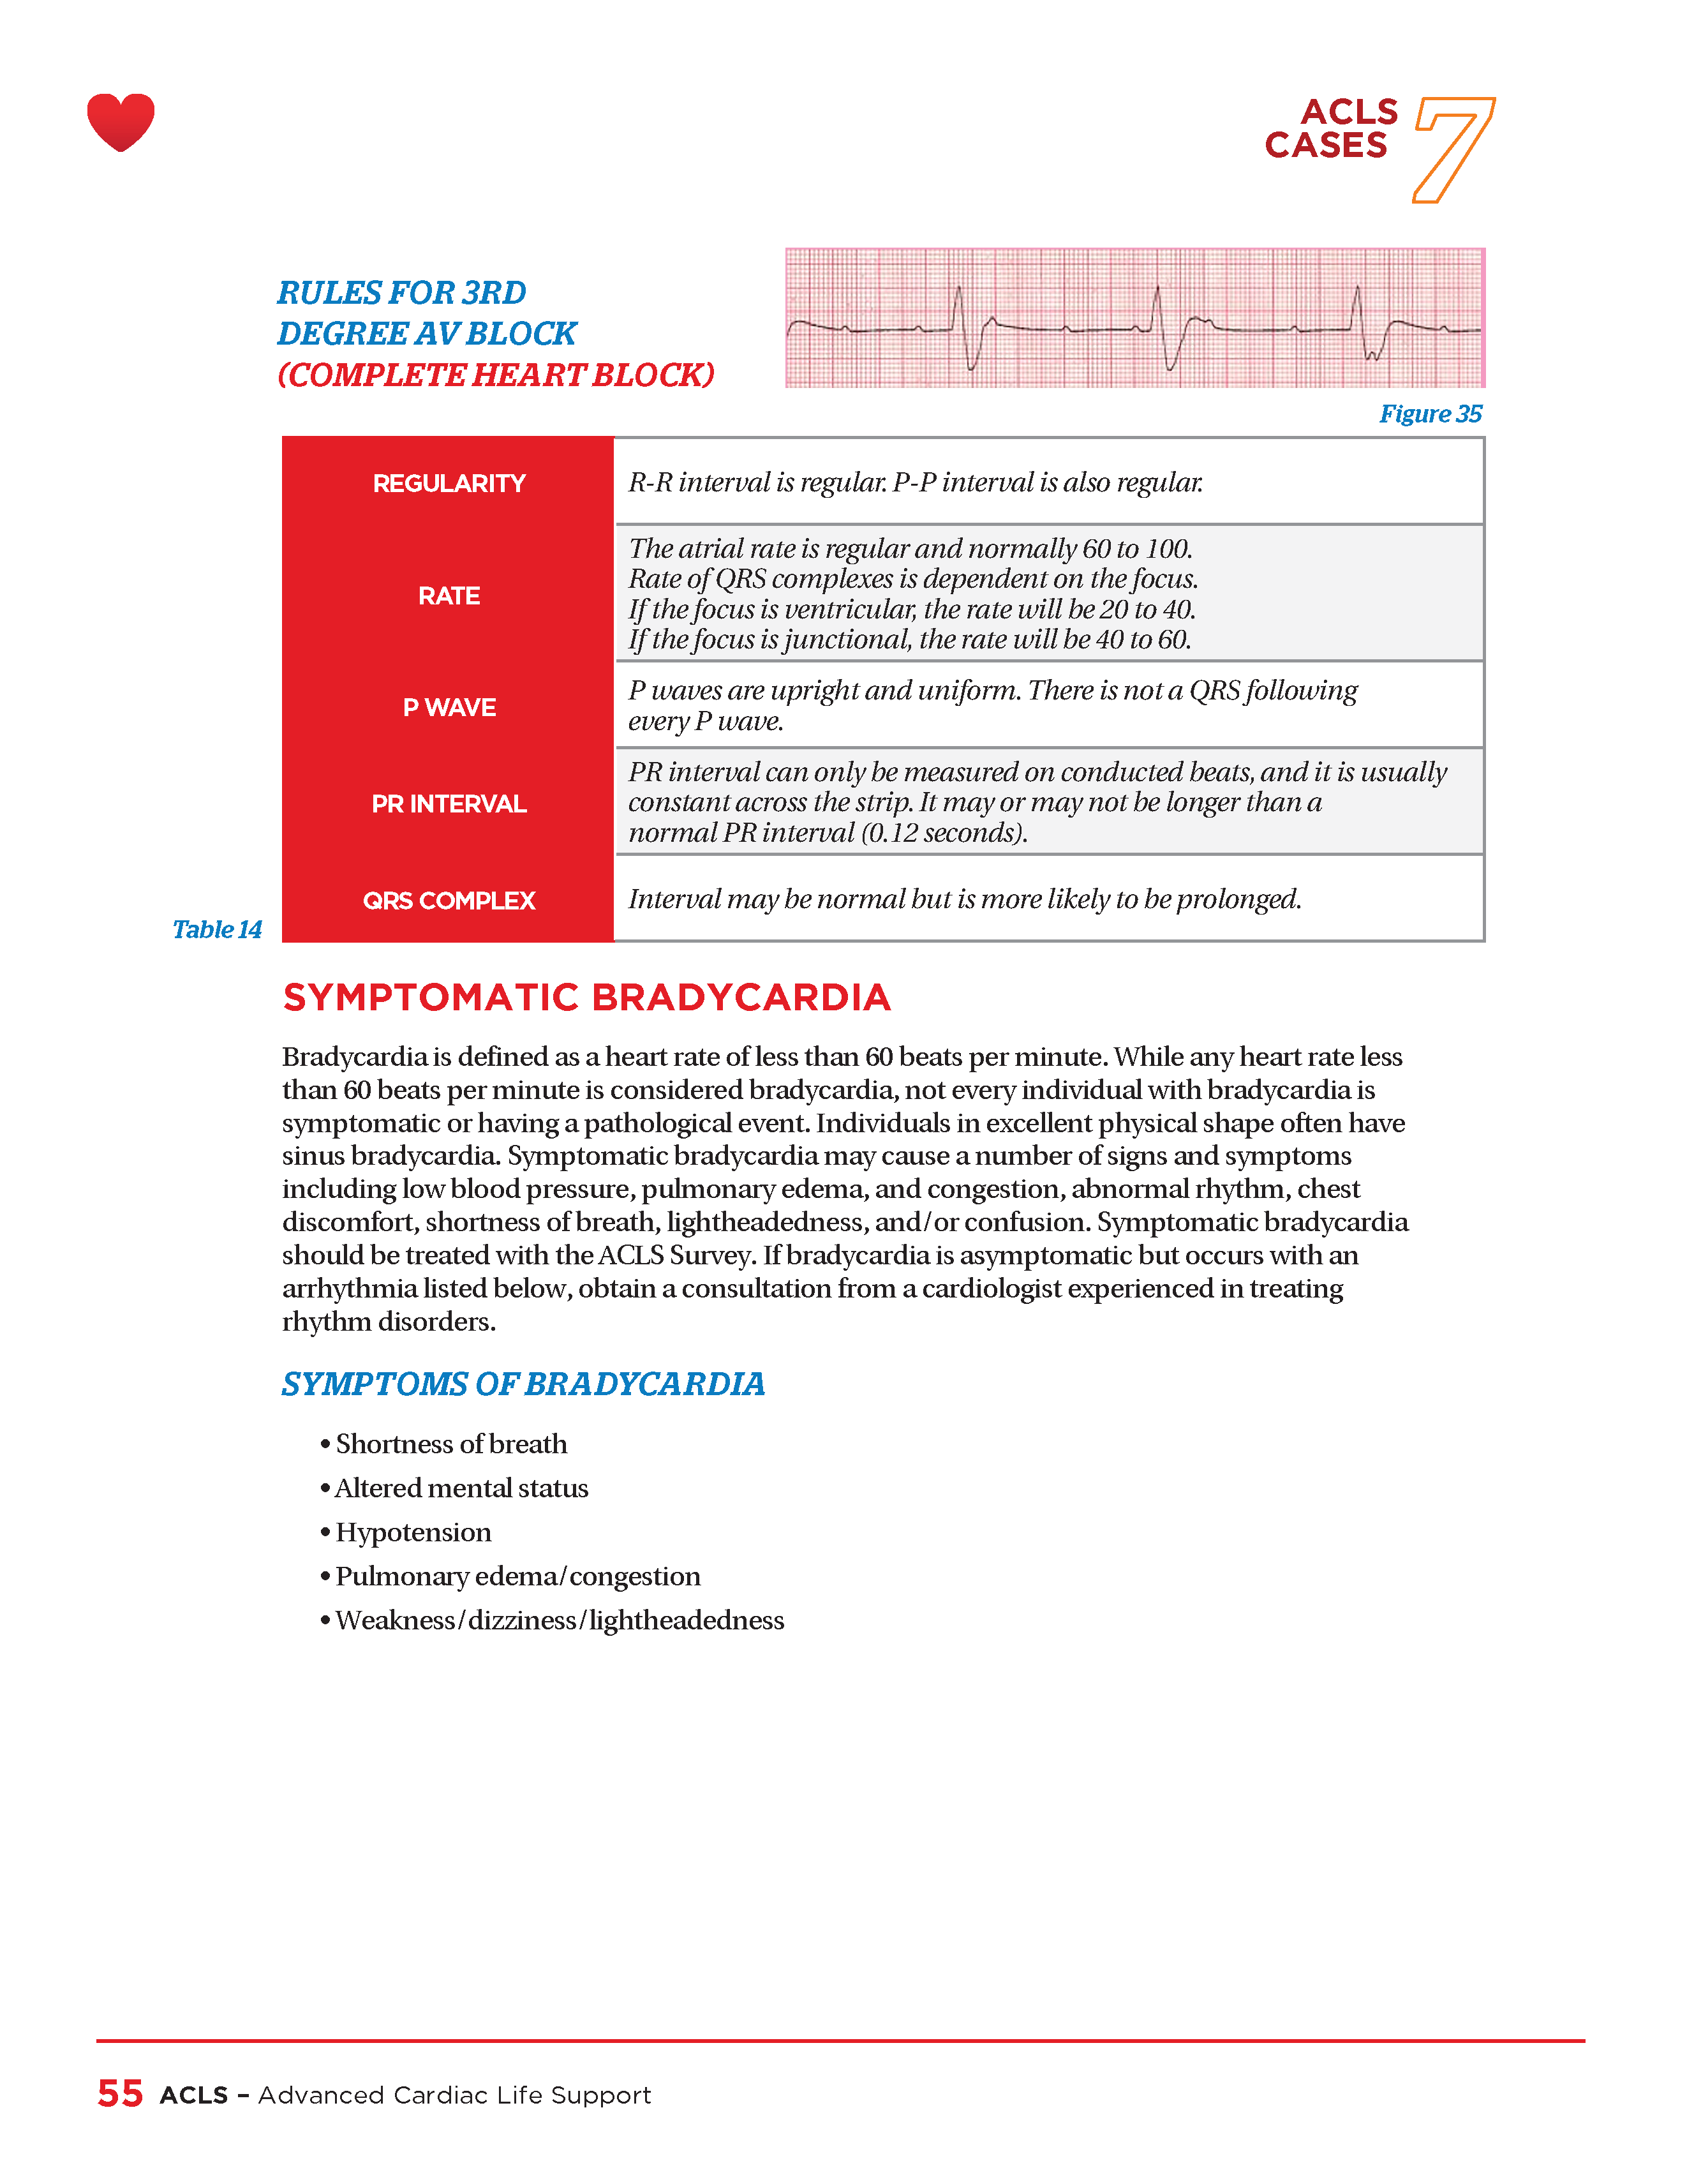 ACLS
CASES 7
RULES FOR 3RD
DEGREE AV BLOCK
(COMPLETE HEART BLOCK)
Figure 35
REGULARITY
R-R interval is regular. P-P interval is also regular.
RATE
The atrial rate is regular and normally 60 to 100.
Rate of QRS complexes is dependent on the focus.
If the focus is ventricular, the rate will be 20 to 40.
If the focus is junctional, the rate will be 40 to 60.
P WAVE
P waves are upright and uniform. There is not a QRS following
every P wave.
PR INTERVAL
PR interval can only be measured on conducted beats, and it is usually
constant across the strip. It may or may not be longer than a
normal PR interval (0.12 seconds).
QRS COMPLEX
Interval may be normal but is more likely to be prolonged.
Table 14
SYMPTOMATIC BRADYCARDIA
Bradycardia is defined as a heart rate of less than 60 beats per minute. While any heart rate less
than 60 beats per minute is considered bradycardia, not every individual with bradycardia is
symptomatic or having a pathological event. Individuals in excellent physical shape often have
sinus bradycardia. Symptomatic bradycardia may cause a number of signs and symptoms
including low blood pressure, pulmonary edema, and congestion, abnormal rhythm, chest
discomfort, shortness of breath, lightheadedness, and/or confusion. Symptomatic bradycardia
should be treated with the ACLS Survey. If bradycardia is asymptomatic but occurs with an
arrhythmia listed below, obtain a consultation from a cardiologist experienced in treating
rhythm disorders.
SYMPTOMS OF BRADYCARDIA
• Shortness of breath
• Altered mental status
• Hypotension
• Pulmonary edema/congestion
• Weakness/dizziness/lightheadedness
55 ACLS – Advanced Cardiac Life Support